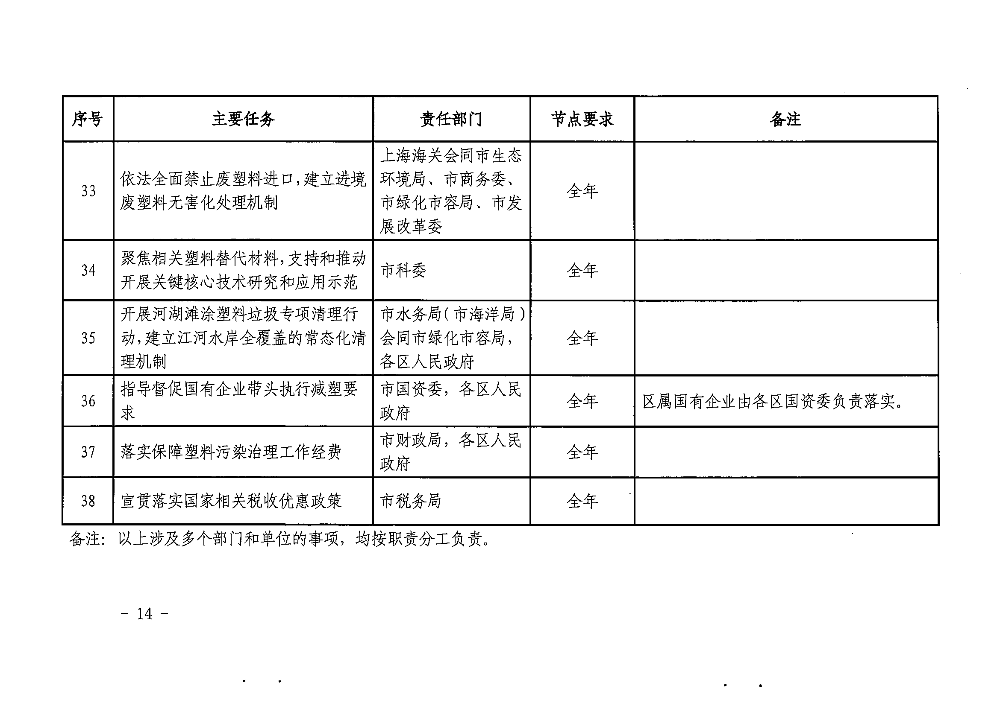 序号 主要任务 责任部门 节点要求 备注
33
依法全面禁止废塑料进口,建立进境
废塑料无害化处理机制
上海海关会同市生态
环境局、市商务委、
市绿化市容局、市发
展改革委
全年
34
聚焦相关塑料替代材料,支持和推动
开展关键核心技术研究和应用示范
市科委
全年
35
开展河湖滩涂塑料垃圾专项清理行
动,建立江河水岸全覆盖的常态化清
理机制
市水务局(市海洋局)
会同市绿化市容局,
各区人民政府
全年
36
指导督促国有企业带头执行减塑要
求
市国资委,各区人民
政府
全年
区属国有企业由各区国资委负责落实。
37
落实保障塑料污染治理工作经费
市财政局,各区人民
政府
全年
38
宣贯落实国家相关税收优惠政策
市税务局
全年
备注: 以上涉及多个部门和单位的事项, 均按职责分工负责。
- 14 -